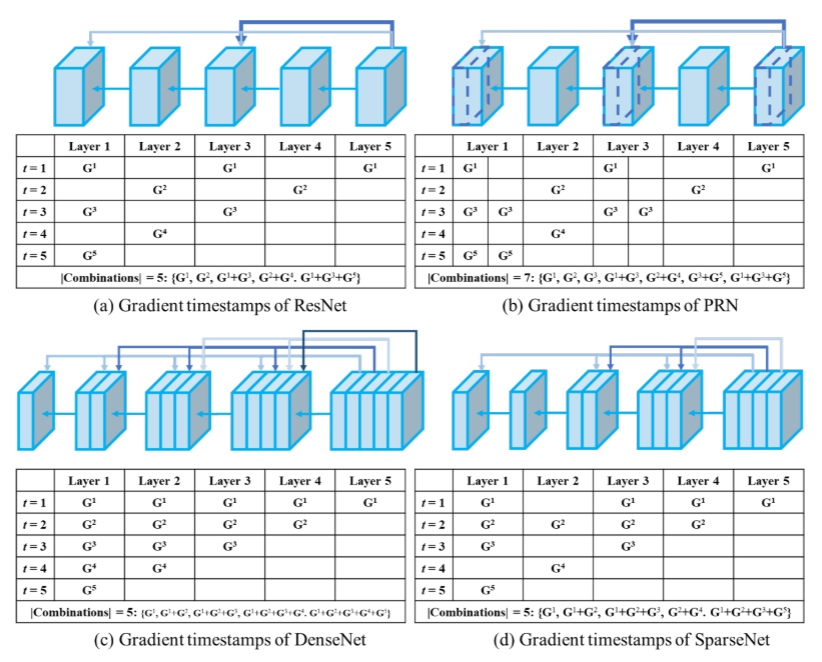 Layer 1 Layer 2 Layer 3 Layer 4 Layer 5
t = 1 G¹ G¹ G¹
t = 2 G² G²
t = 3 G³ G³
t = 4 G⁴
t = 5 G⁵
|Combinations| = 5: {G¹, G², G¹+G³, G²+G⁴. G¹+G³+G⁵}
(a) Gradient timestamps of ResNet
Layer 1 Layer 2 Layer 3 Layer 4 Layer 5
t = 1 G¹ G¹ G¹
t = 2 G² G²
t = 3 G³ G³ G³ G³
t = 4 G⁴
t = 5 G⁵ G⁵
|Combinations| = 7: {G¹, G², G³, G¹+G³, G²+G⁴, G³+G⁵, G¹+G³+G⁵}
(b) Gradient timestamps of PRN
Layer 1 Layer 2 Layer 3 Layer 4 Layer 5
t = 1 G¹ G¹ G¹ G¹ G¹
t = 2 G² G² G² G²
t = 3 G³ G³ G³
t = 4 G⁴ G⁴
t = 5 G⁵
|Combinations| = 5: {G¹, G¹+G², G¹+G²+G³, G¹+G²+G³+G⁴. G¹+G²+G³+G⁴+G⁵}
(c) Gradient timestamps of DenseNet
Layer 1 Layer 2 Layer 3 Layer 4 Layer 5
t = 1 G¹ G¹ G¹ G¹
t = 2 G² G² G² G²
t = 3 G³ G³
t = 4 G⁴
t = 5 G⁵
|Combinations| = 5: {G¹, G¹+G², G¹+G²+G³, G²+G⁴. G¹+G²+G³+G⁵}
(d) Gradient timestamps of SparseNet